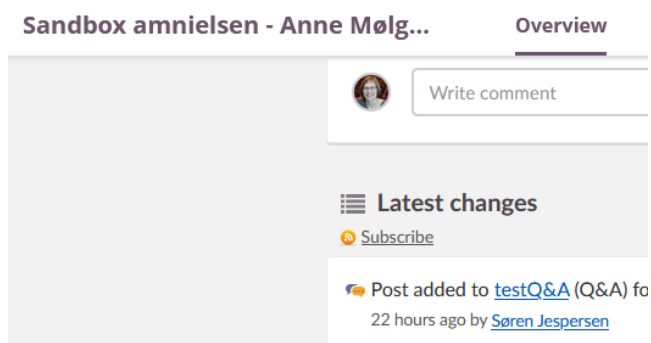 Sandbox amnielsen - Anne Mølg... Overview
Write comment
Latest changes
Subscribe
Post added to testQ&A (Q&A) fo
22 hours ago by Søren Jespersen